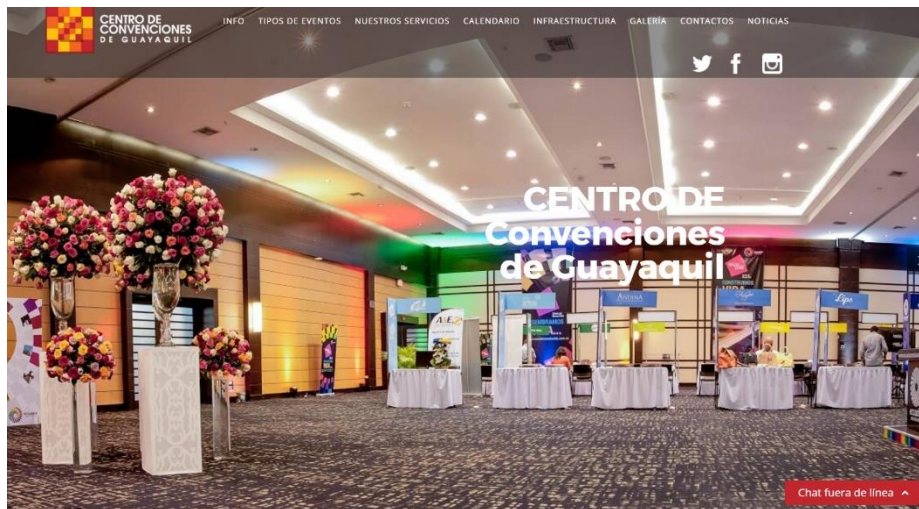 CENTRO DE
CONVENCIONES
DE GUAYAQUIL
INFO TIPOS DE EVENTOS NUESTROS SERVICIOS CALENDARIO INFRAESTRUCTURA GALERÍA CONTACTOS NOTICIAS
CENTRO DE
Convenciones
de Guayaquil
ANDINA
Lips
Chat fuera de línea